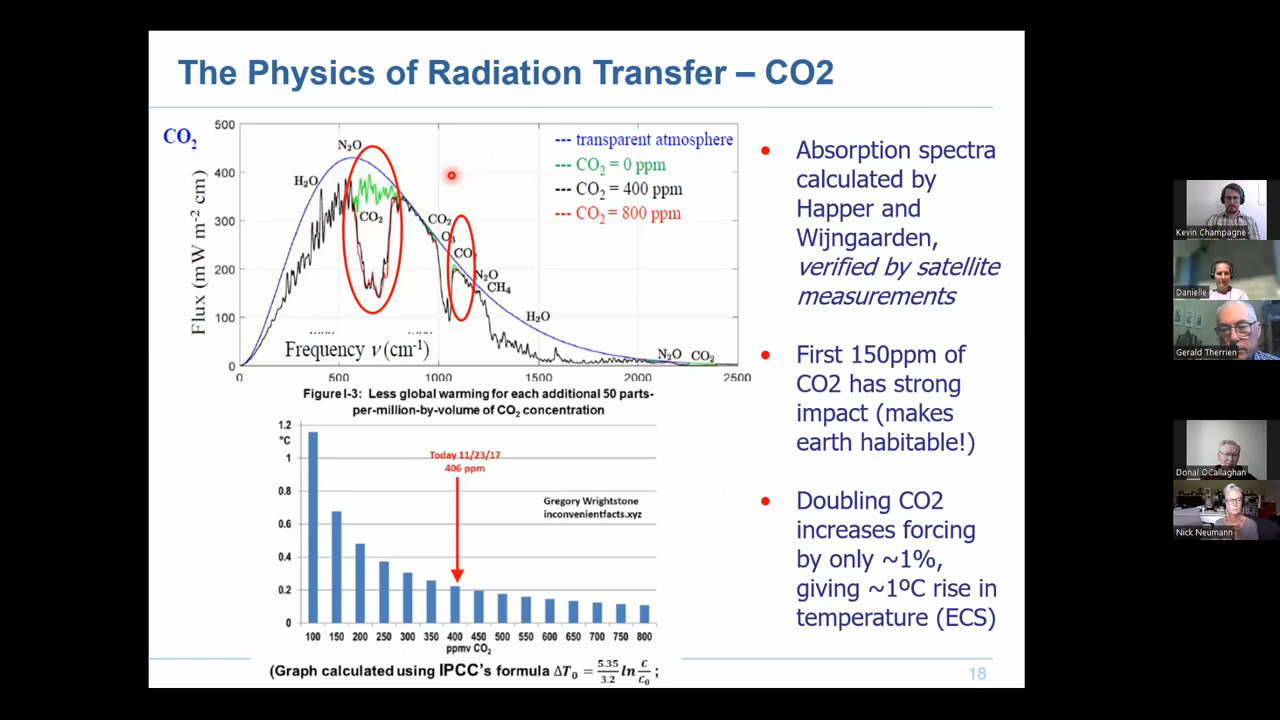 The Physics of Radiation Transfer – CO2
CO₂
500
400
300
200
100
0
Flux (mW m-2 cm)
H₂O
N₂O
CO₂
CO₂
O₃
CO
N₂O
CH₄
H₂O
N₂O
CO₂
--- transparent atmosphere
--- CO₂ = 0 ppm
--- CO₂ = 400 ppm
--- CO₂ = 800 ppm
Frequency ν (cm⁻¹)
0 500 1000 1500 2000 2500
Figure I-3: Less global warming for each additional 50 parts-
per-million-by-volume of CO₂ concentration
1.2
°C
1
0.8
0.6
0.4
0.2
0
Today 11/23/17
406 ppm
Gregory Wrightstone
inconvenientfacts.xyz
100 150 200 250 300 350 400 450 500 550 600 650 700 750 800
ppmv CO₂
(Graph calculated using IPCC's formula ΔT₀ = 5.35/3.2 ln c/c₀ ;
• Absorption spectra
calculated by
Happer and
Wijngaarden,
verified by satellite
measurements
• First 150ppm of
CO2 has strong
impact (makes
earth habitable!)
• Doubling CO2
increases forcing
by only ~1%,
giving ~1ºC rise in
temperature (ECS)
18
Kevin Champagne
Danielle
Gerald Therrien
Donal OCallaghan
Nick Neumann